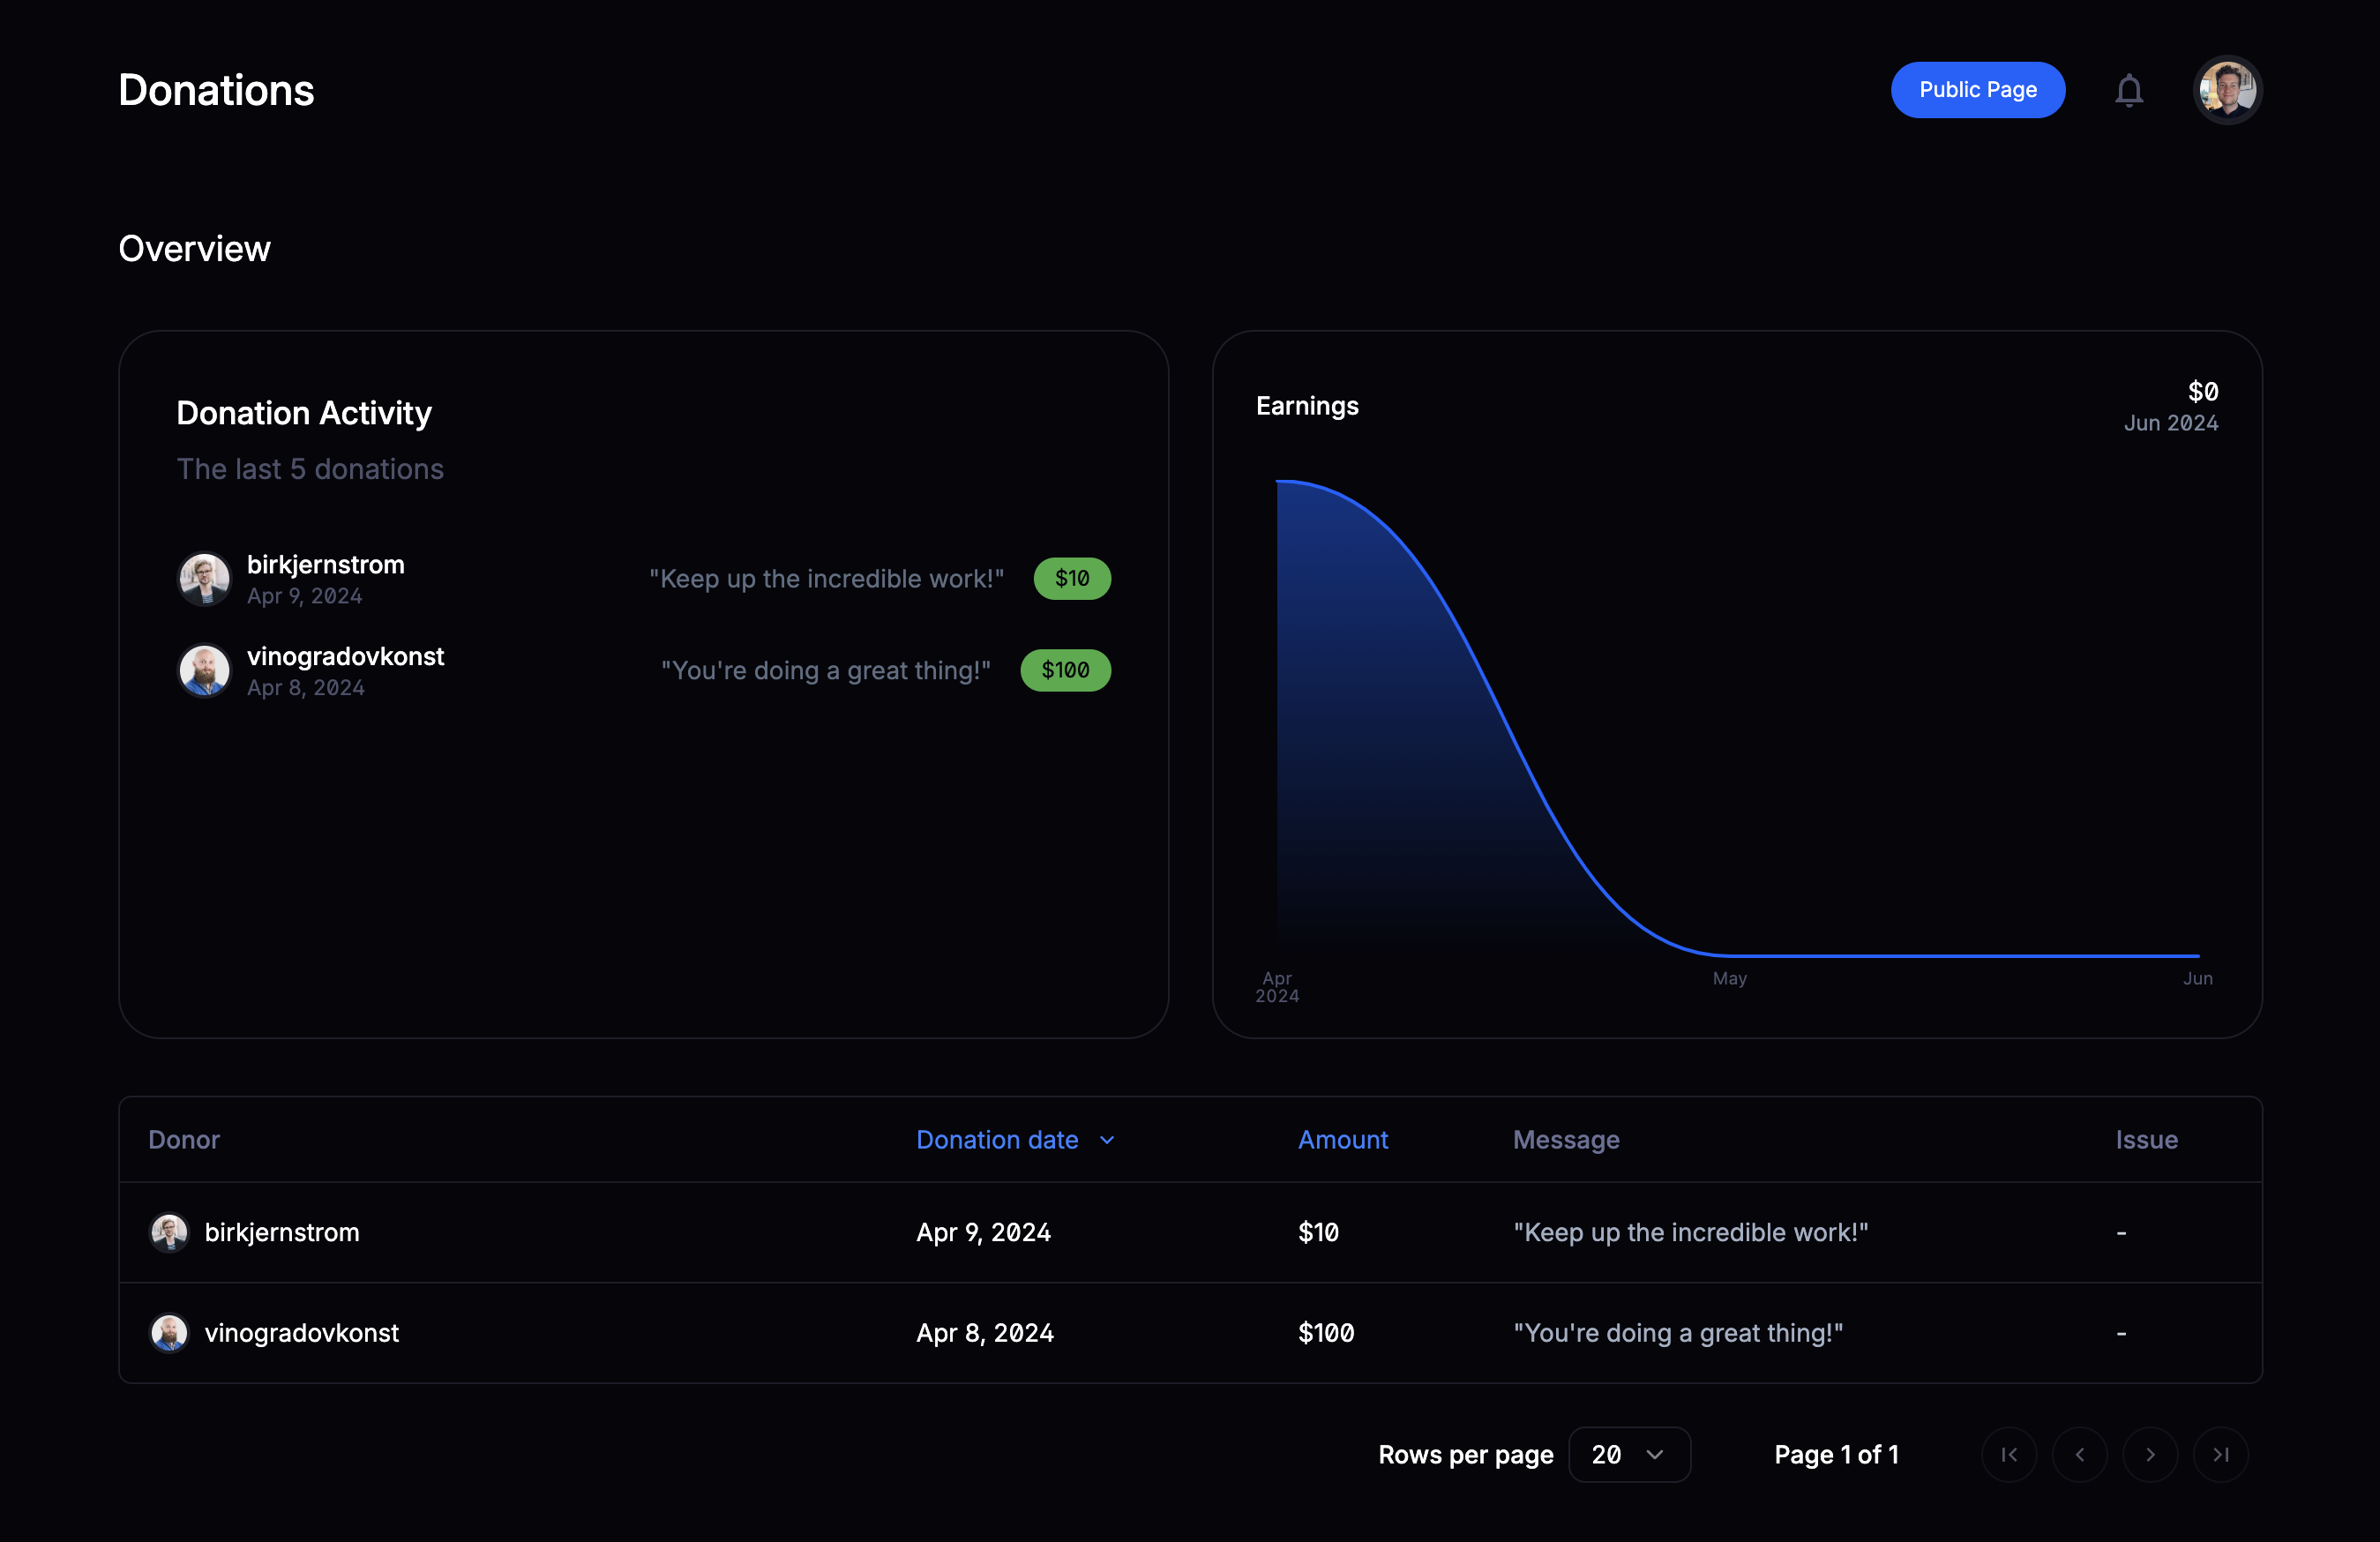 Donations
Public Page
Overview
Donation Activity
The last 5 donations
birkjernstrom
Apr 9, 2024
"Keep up the incredible work!"
$10
vinogradovkonst
Apr 8, 2024
"You're doing a great thing!"
$100
Earnings
$0
Jun 2024
Apr
2024
May
Jun
Donor Donation date Amount Message Issue
birkjernstrom Apr 9, 2024 $10 "Keep up the incredible work!" -
vinogradovkonst Apr 8, 2024 $100 "You're doing a great thing!" -
Rows per page 20 Page 1 of 1